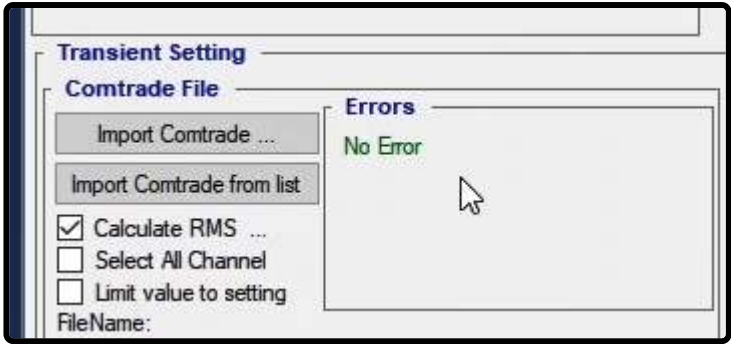 Transient Setting
Comtrade File
Import Comtrade ...
Import Comtrade from list
Calculate RMS ...
Select All Channel
Limit value to setting
FileName:
Errors
No Error